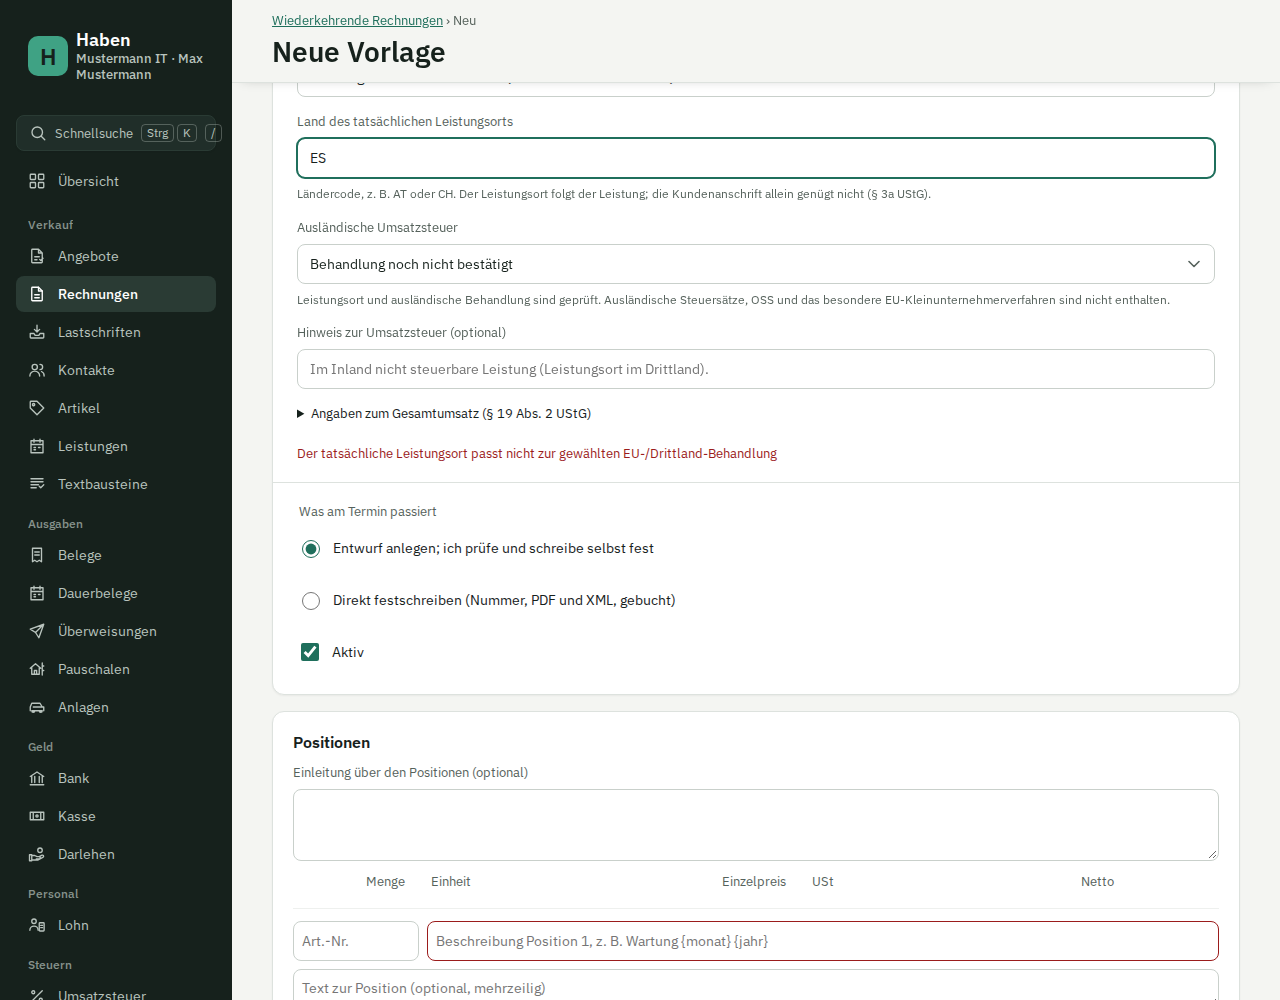 Haben
Mustermann IT · Max
Mustermann
Schnellsuche Strg K /
Übersicht
Verkauf
Angebote
Rechnungen
Lastschriften
Kontakte
Artikel
Leistungen
Textbausteine
Ausgaben
Belege
Dauerbelege
Überweisungen
Pauschalen
Anlagen
Geld
Bank
Kasse
Darlehen
Personal
Lohn
Steuern
Umsatzsteuer
Wiederkehrende Rechnungen › Neu
Neue Vorlage
Land des tatsächlichen Leistungsorts
ES
Ländercode, z. B. AT oder CH. Der Leistungsort folgt der Leistung; die Kundenanschrift allein genügt nicht (§ 3a UStG).
Ausländische Umsatzsteuer
Behandlung noch nicht bestätigt
Leistungsort und ausländische Behandlung sind geprüft. Ausländische Steuersätze, OSS und das besondere EU-Kleinunternehmerverfahren sind nicht enthalten.
Hinweis zur Umsatzsteuer (optional)
Im Inland nicht steuerbare Leistung (Leistungsort im Drittland).
Angaben zum Gesamtumsatz (§ 19 Abs. 2 UStG)
Der tatsächliche Leistungsort passt nicht zur gewählten EU-/Drittland-Behandlung
Was am Termin passiert
Entwurf anlegen; ich prüfe und schreibe selbst fest
Direkt festschreiben (Nummer, PDF und XML, gebucht)
Aktiv
Positionen
Einleitung über den Positionen (optional)
Menge Einheit Einzelpreis USt Netto
Art.-Nr. Beschreibung Position 1, z. B. Wartung {monat} {jahr}
Text zur Position (optional, mehrzeilig)